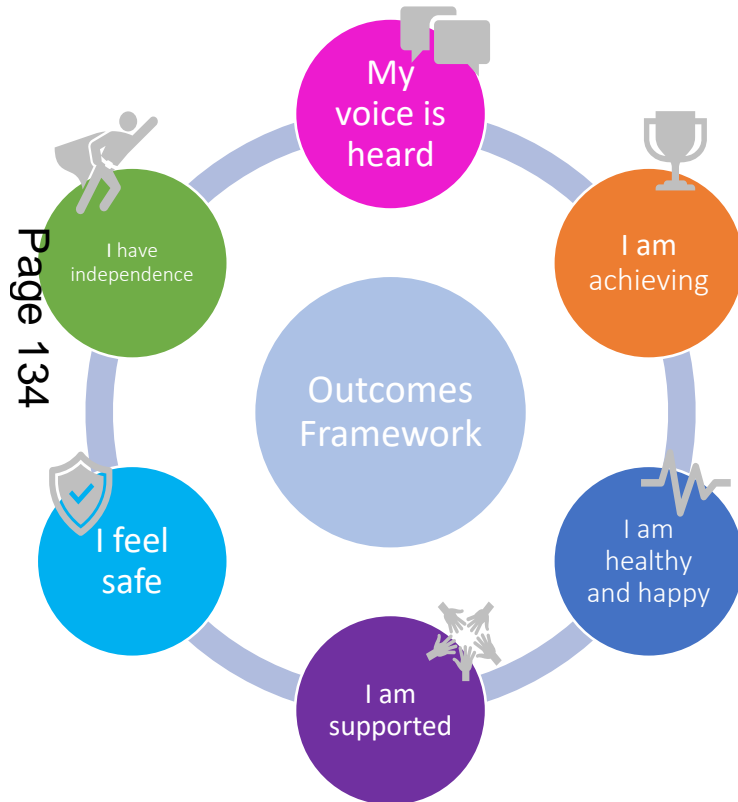 My
voice is
heard
I am
achieving
I am
healthy
and happy
I am
supported
I feel
safe
I have
independence
Outcomes
Framework
Page 134